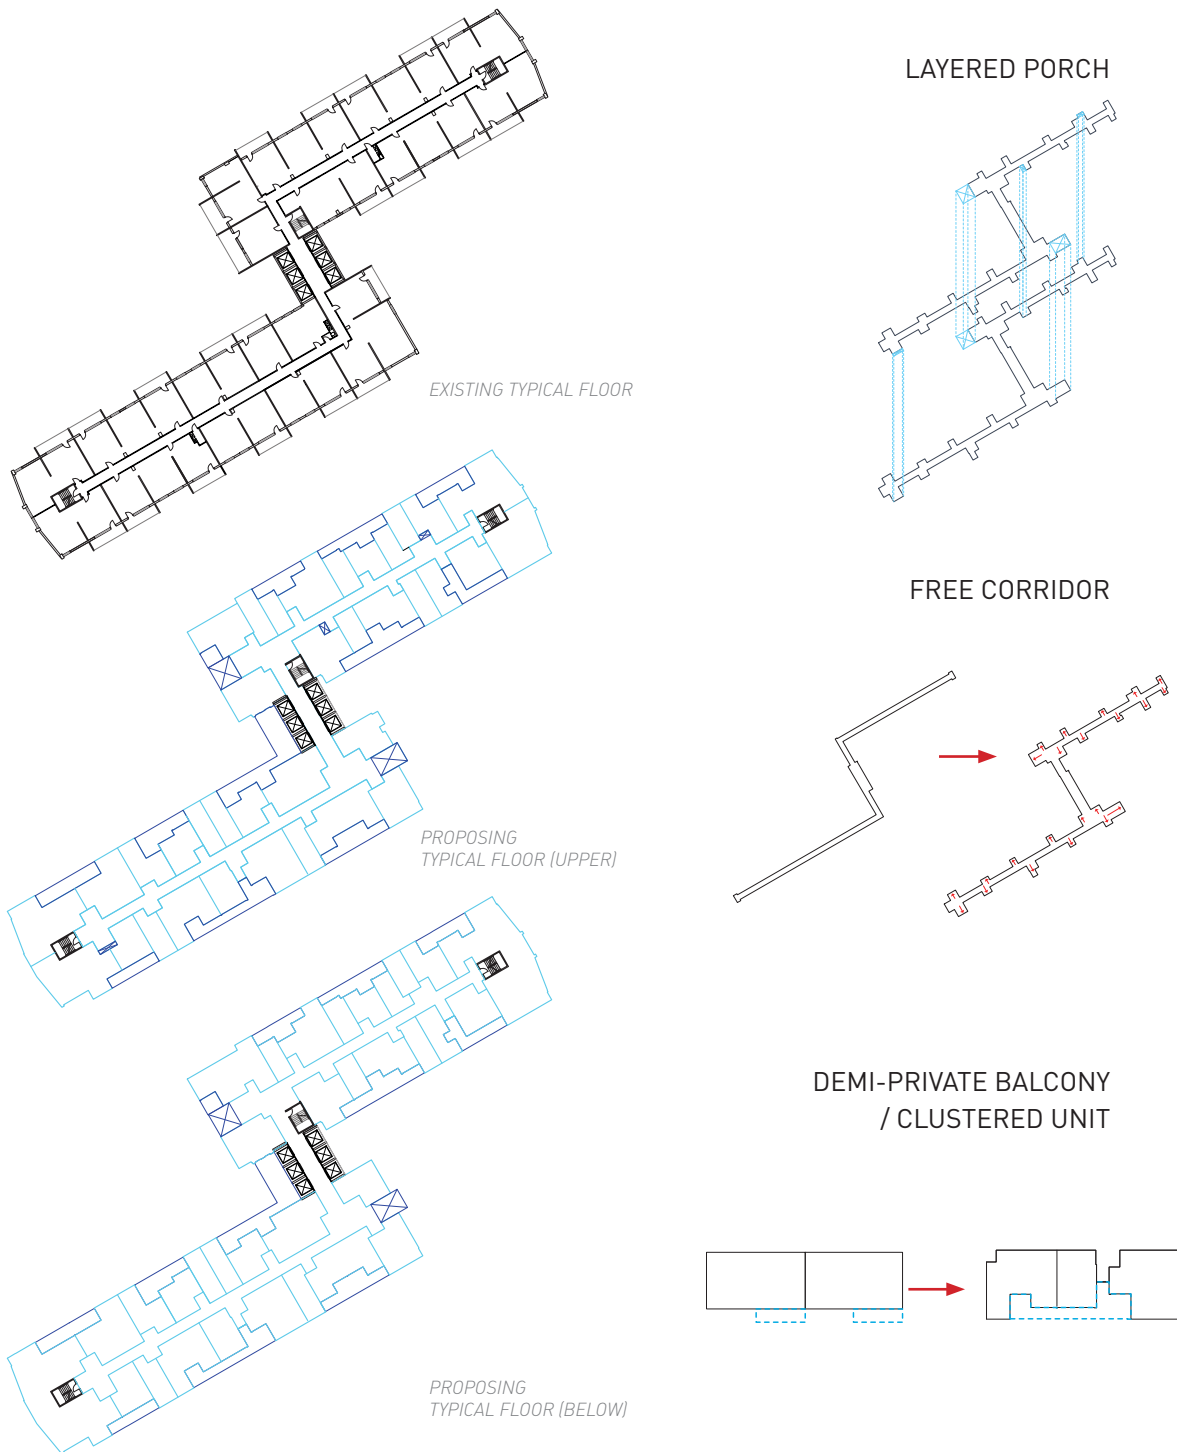 LAYERED PORCH
EXISTING TYPICAL FLOOR
FREE CORRIDOR
PROPOSING
TYPICAL FLOOR (UPPER)
DEMI-PRIVATE BALCONY
/ CLUSTERED UNIT
PROPOSING
TYPICAL FLOOR (BELOW)